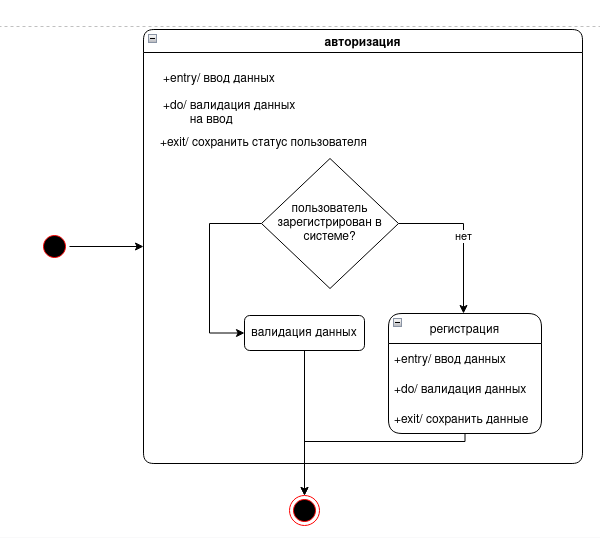 авторизация
+entry/ ввод данных
+do/ валидация данных
на ввод
+exit/ сохранить статус пользователя
пользователь
зарегистрирован в
системе?
нет
валидация данных
регистрация
+entry/ ввод данных
+do/ валидация данных
+exit/ сохранить данные